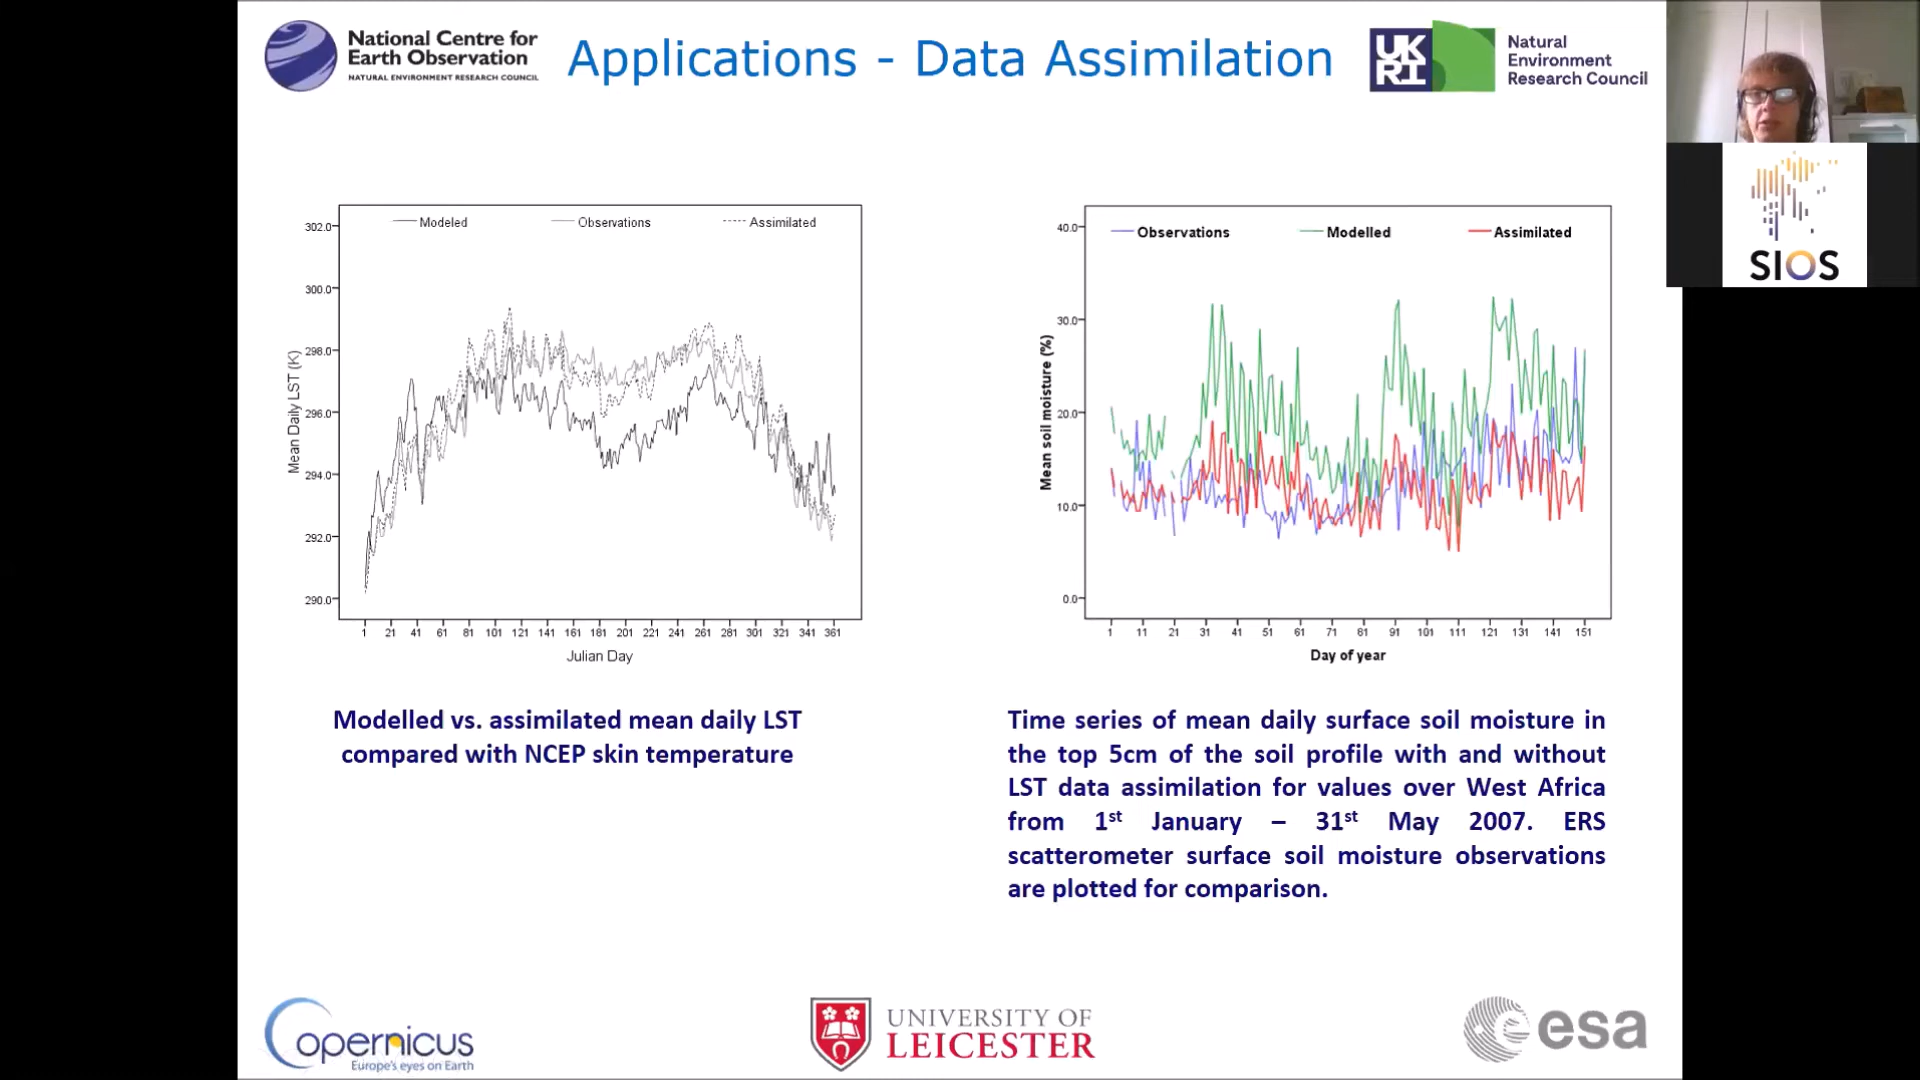 National Centre for
Earth Observation
NATURAL ENVIRONMENT RESEARCH COUNCIL
Applications - Data Assimilation
UK
RI
Natural
Environment
Research Council
SIOS
Modeled Observations Assimilated
302.0
300.0
298.0
296.0
294.0
292.0
290.0
Mean Daily LST (K)
1 21 41 61 81 101 121 141 161 181 201 221 241 261 281 301 321 341 361
Julian Day
Observations Modelled Assimilated
40.0
30.0
20.0
10.0
0.0
Mean soil moisture (%)
1 11 21 31 41 51 61 71 81 91 101 111 121 131 141 151
Day of year
Modelled vs. assimilated mean daily LST
compared with NCEP skin temperature
Time series of mean daily surface soil moisture in
the top 5cm of the soil profile with and without
LST data assimilation for values over West Africa
from 1st January – 31st May 2007. ERS
scatterometer surface soil moisture observations
are plotted for comparison.
Copernicus
Europe's eyes on Earth
UNIVERSITY OF
LEICESTER
esa